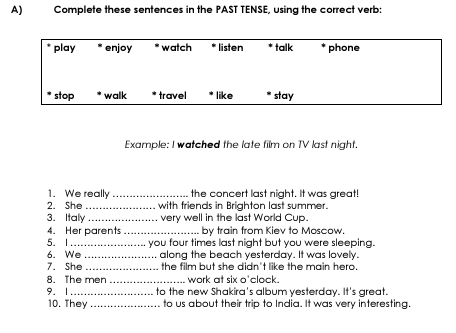 A) Complete these sentences in the PAST TENSE, using the correct verb:
* play * enjoy * watch * listen * talk * phone
* stop * walk * travel * like * stay
Example: I watched the late film on TV last night.
1. We really ...................... the concert last night. It was great!
2. She .................... with friends in Brighton last summer.
3. Italy .................... very well in the last World Cup.
4. Her parents ...................... by train from Kiev to Moscow.
5. I ...................... you four times last night but you were sleeping.
6. We ..................... along the beach yesterday. It was lovely.
7. She ..................... the film but she didn't like the main hero.
8. The men ...................... work at six o'clock.
9. I ........................ to the new Shakira's album yesterday. It's great.
10. They .................... to us about their trip to India. It was very interesting.